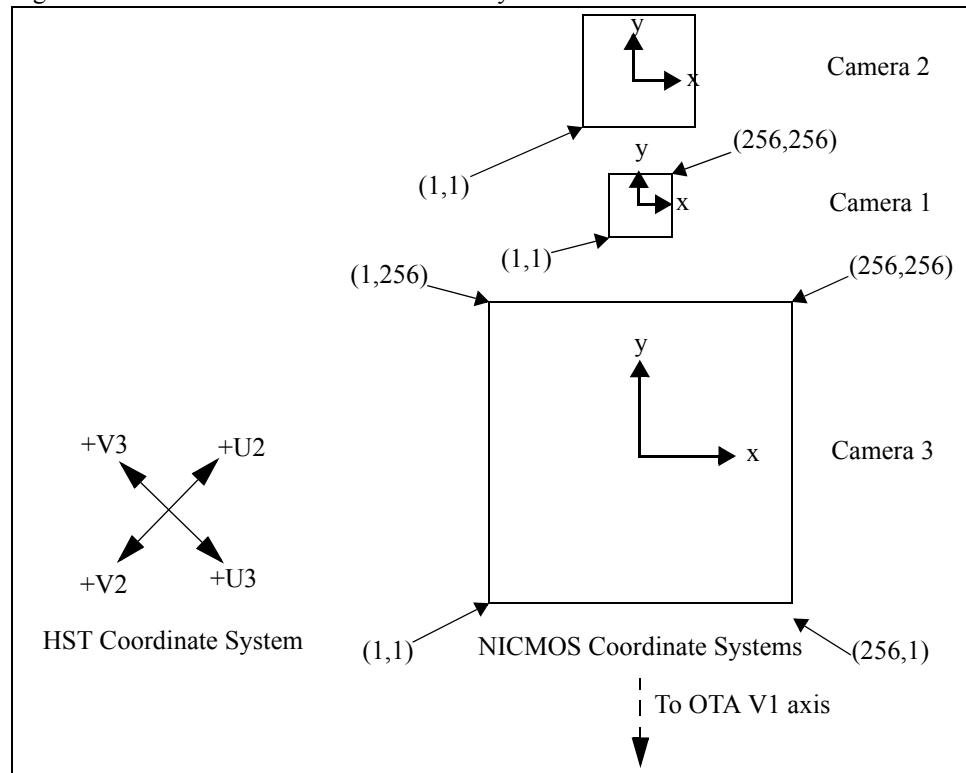 y
x
Camera 2
(256,256)
(1,1)
y
x
Camera 1
(1,1)
(1,256)
(256,256)
y
x
Camera 3
+V3
+U2
+V2
+U3
HST Coordinate System
(1,1)
NICMOS Coordinate Systems
(256,1)
To OTA V1 axis